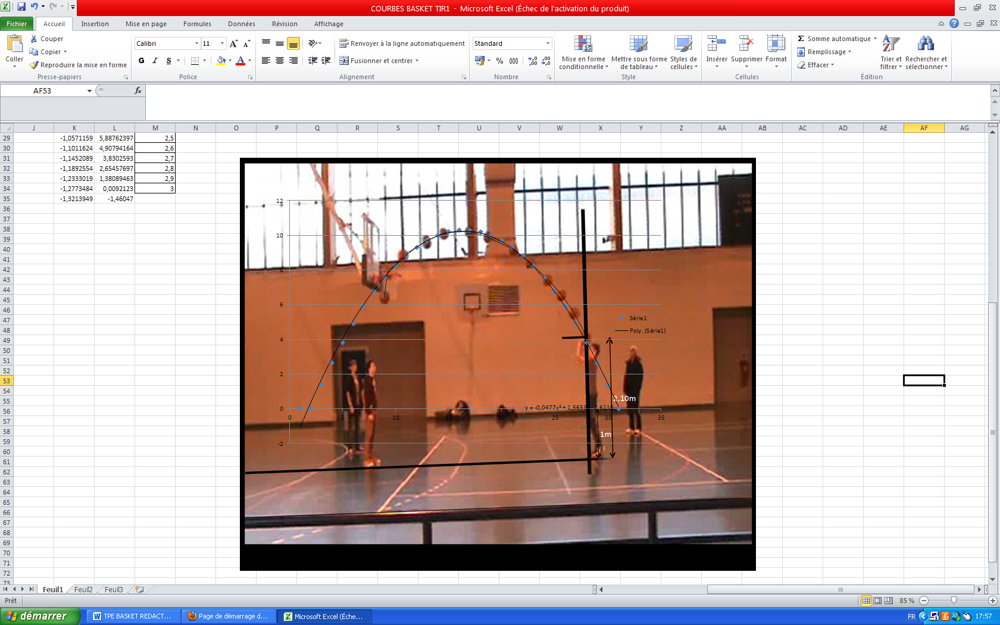 COURBES BASKET TIR1 - Microsoft Excel (Échec de l'activation du produit)
Fichier Accueil Insertion Mise en page Formules Données Révision Affichage
Coller
Couper
Copier
Reproduire la mise en forme
Presse-papiers
Calibri 11
G I S
Police
Renvoyer à la ligne automatiquement
Fusionner et centrer
Alignement
Standard
% 000
Nombre
Mise en forme conditionnelle
Mettre sous forme de tableau
Styles de cellules
Style
Insérer Supprimer Format
Cellules
Σ Somme automatique
Remplissage
Effacer
Trier et filtrer
Rechercher et sélectionner
Édition
AF53 fx
J K L M N O P Q R S T U V W X Y Z AA AB AC AD AE AF AG
29 -1,0571159 5,88762397 2,5
30 -1,1011624 4,90794164 2,6
31 -1,1452089 3,8302593 2,7
32 -1,1892554 2,65457697 2,8
33 -1,2333019 1,38089463 2,9
34 -1,2773484 0,0092123 3
35 -1,3213949 -1,46047
36
37
38
39
40
41
42
43
44
45
46
47
48
49
50
51
52
53
54
55
56
57
58
59
60
61
62
63
64
65
66
67
68
69
70
71
72
73
12
10
8
6
4
2
0
-2
0 5 10 15 20 25 30 35
Série1
Poly. (Série1)
2,10m
y = -0,0477x² + 1,5653
1m
Feuil1 Feuil2 Feuil3
Prêt 85 %
démarrer TPE BASKET REDACT... Page de démarrage d... Microsoft Excel (Éche... FR 17:57